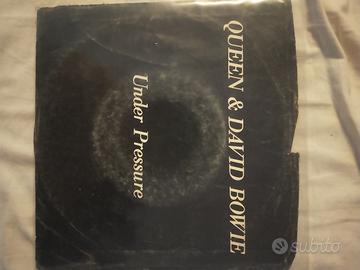 QUEEN & DAVID BOWIE
Under Pressure
subito